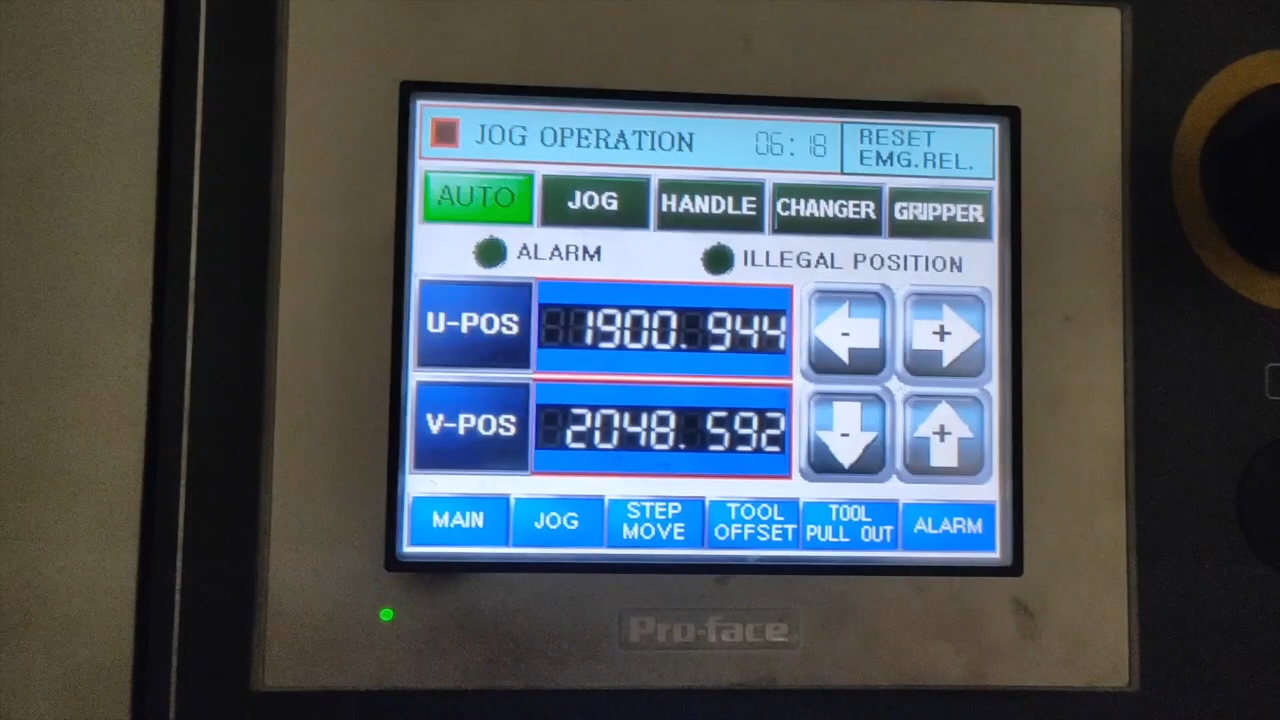 JOG OPERATION 06:18 RESET
EMG.REL.
AUTO JOG HANDLE CHANGER GRIPPER
ALARM ILLEGAL POSITION
U-POS 1900.944 - +
V-POS 2048.592 - +
MAIN JOG STEP MOVE TOOL OFFSET TOOL PULL OUT ALARM
Pro-face